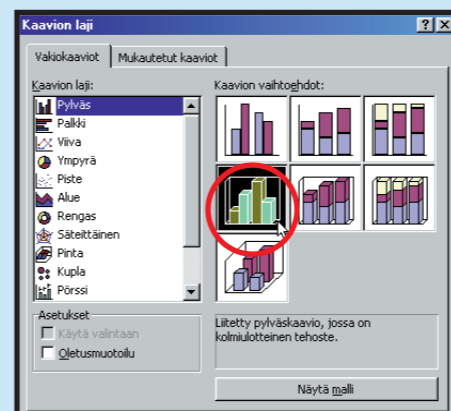 Kaavion laji
Vakiokaaviot
Mukautetut kaaviot
Kaavion laji:
Kaavion vaihtoehdot:
Pylväs
Palkki
Viiva
Ympyrä
Piste
Alue
Rengas
Säteittäinen
Pinta
Kupla
Pörssi
Asetukset
Käytä valintaan
Oletusmuotoilu
Liitetty pylväskaavio, jossa on
kolmiulotteinen tehoste.
Näytä malli